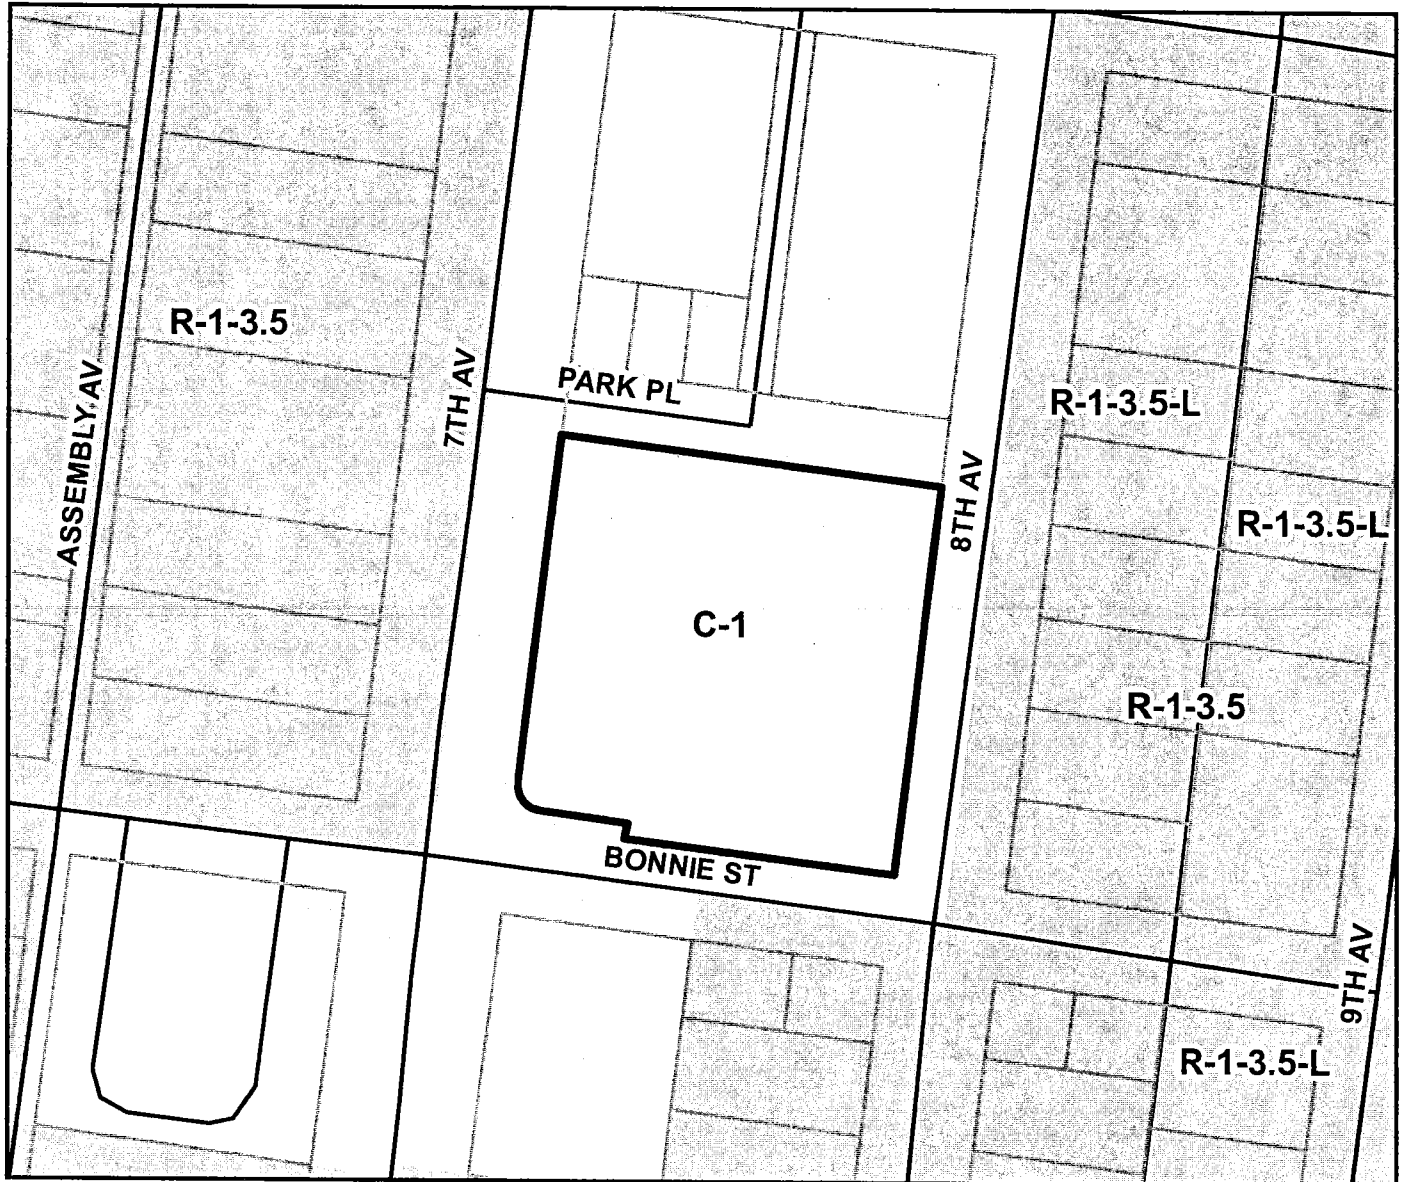 R-1-3.5
ASSEMBLY AV
7TH AV
PARK PL
R-1-3.5-L
8TH AV
R-1-3.5-L
C-1
R-1-3.5
BONNIE ST
9TH AV
R-1-3.5-L